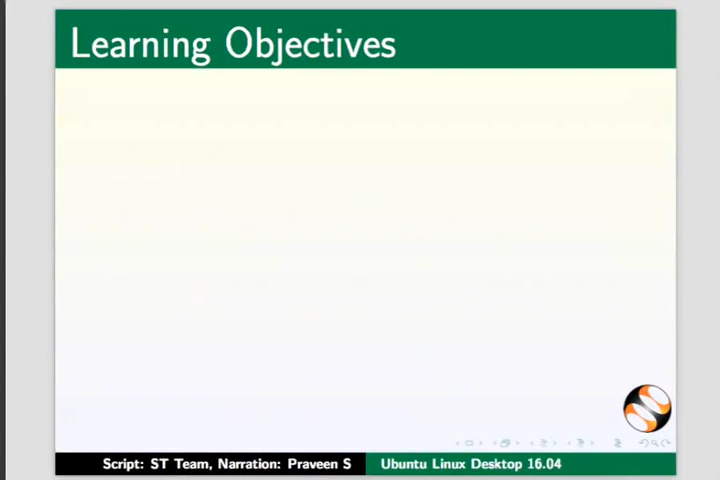 Learning Objectives
Script: ST Team, Narration: Praveen S
Ubuntu Linux Desktop 16.04